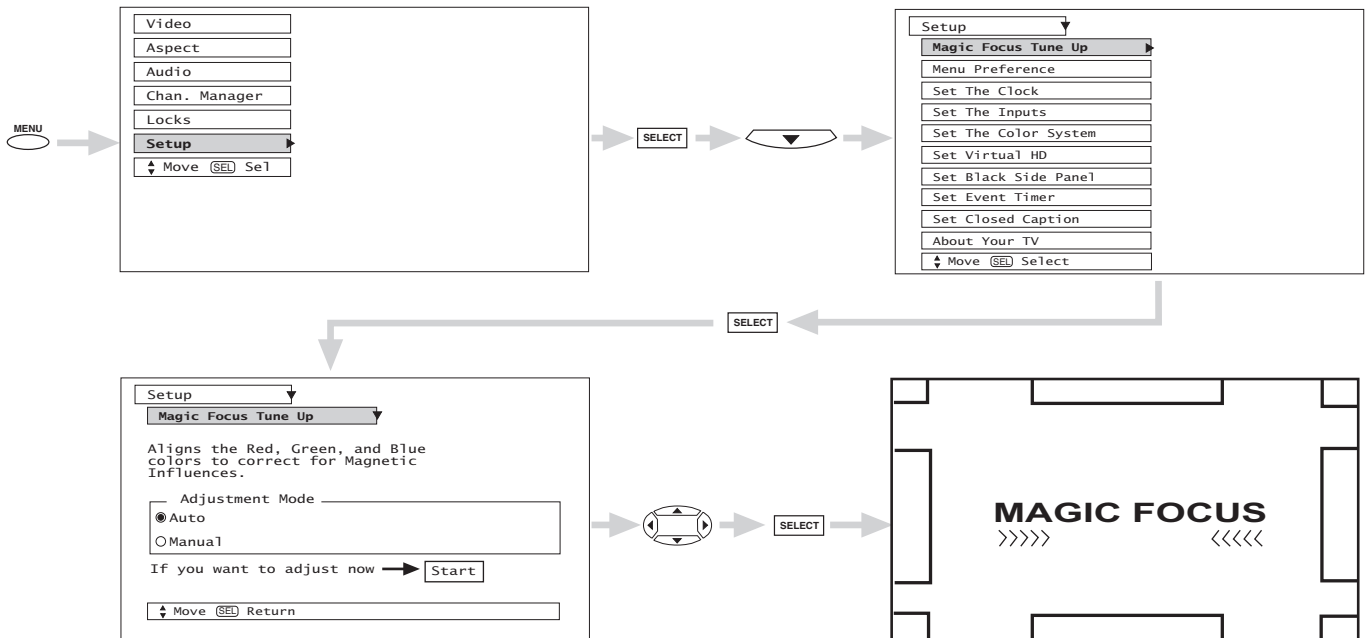 MENU
Video
Aspect
Audio
Chan. Manager
Locks
Setup
Move SEL Sel
SELECT
Setup
Magic Focus Tune Up
Menu Preference
Set The Clock
Set The Inputs
Set The Color System
Set Virtual HD
Set Black Side Panel
Set Event Timer
Set Closed Caption
About Your TV
Move SEL Select
SELECT
Setup
Magic Focus Tune Up
Aligns the Red, Green, and Blue
colors to correct for Magnetic
Influences.
Adjustment Mode
Auto
Manual
If you want to adjust now Start
Move SEL Return
SELECT
MAGIC FOCUS